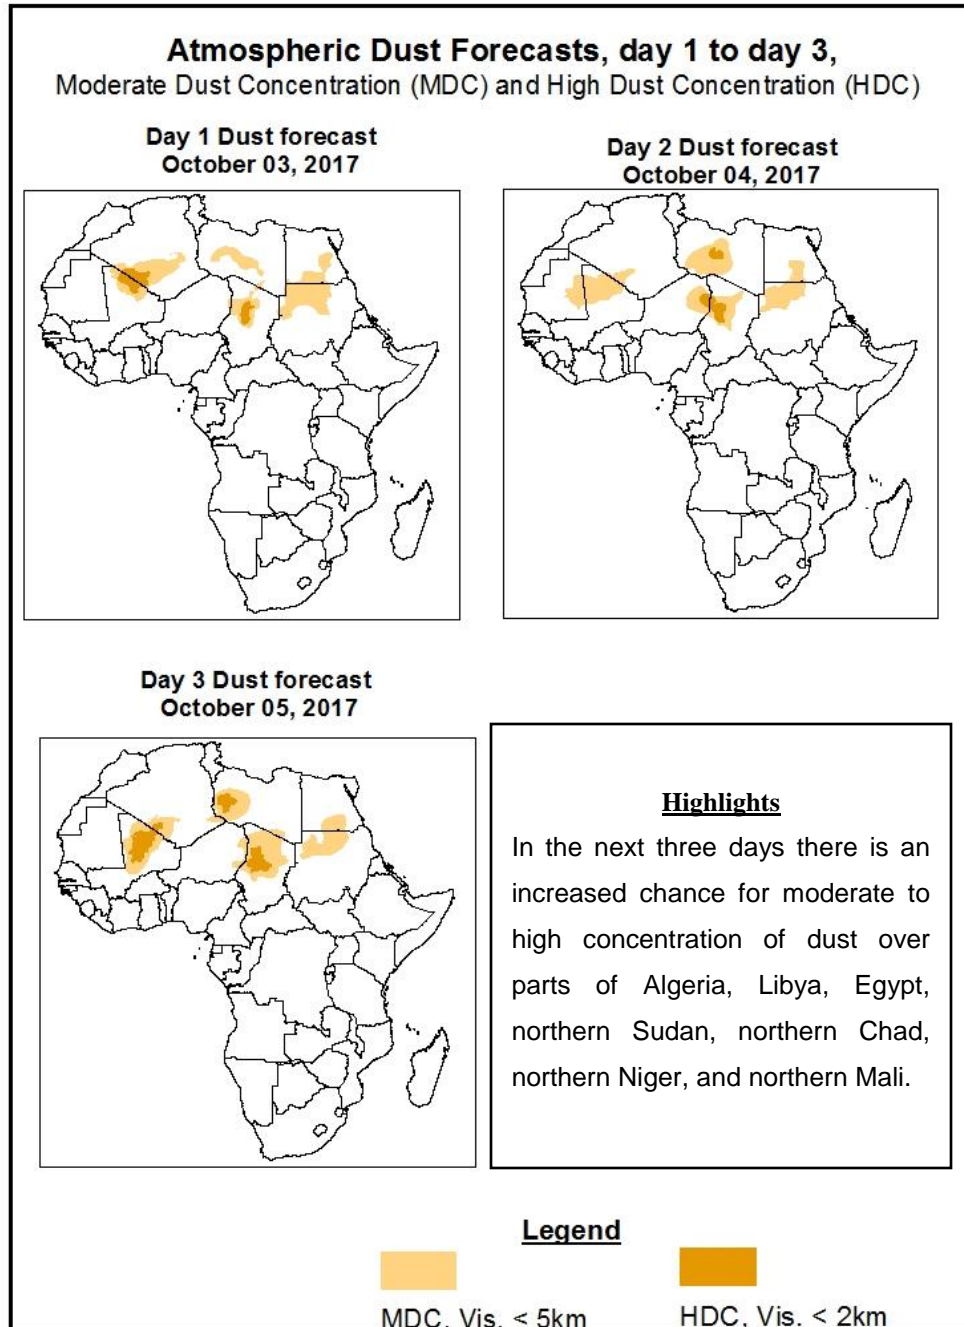 Atmospheric Dust Forecasts, day 1 to day 3,
Moderate Dust Concentration (MDC) and High Dust Concentration (HDC)
Day 1 Dust forecast
October 03, 2017
Day 2 Dust forecast
October 04, 2017
Day 3 Dust forecast
October 05, 2017
Highlights
In the next three days there is an
increased chance for moderate to
high concentration of dust over
parts of Algeria, Libya, Egypt,
northern Sudan, northern Chad,
northern Niger, and northern Mali.
Legend
MDC, Vis. < 5km
HDC, Vis. < 2km